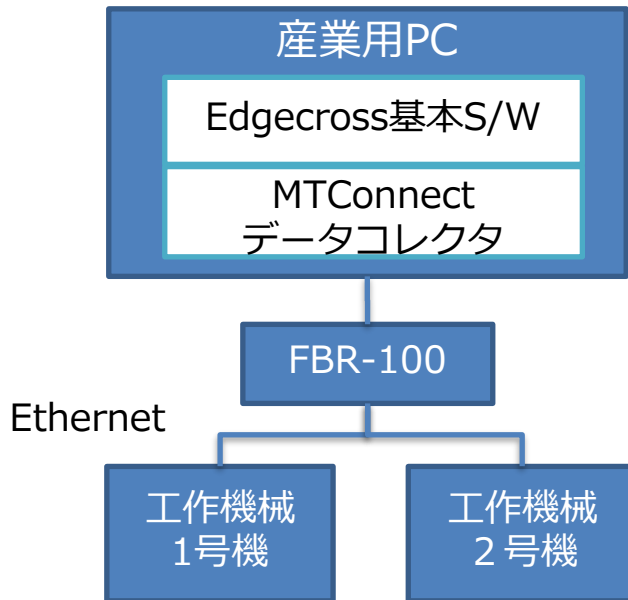 産業用PC
Edgecross基本S/W
MTConnect
データコレクタ
FBR-100
Ethernet
工作機械
1号機
工作機械
２号機